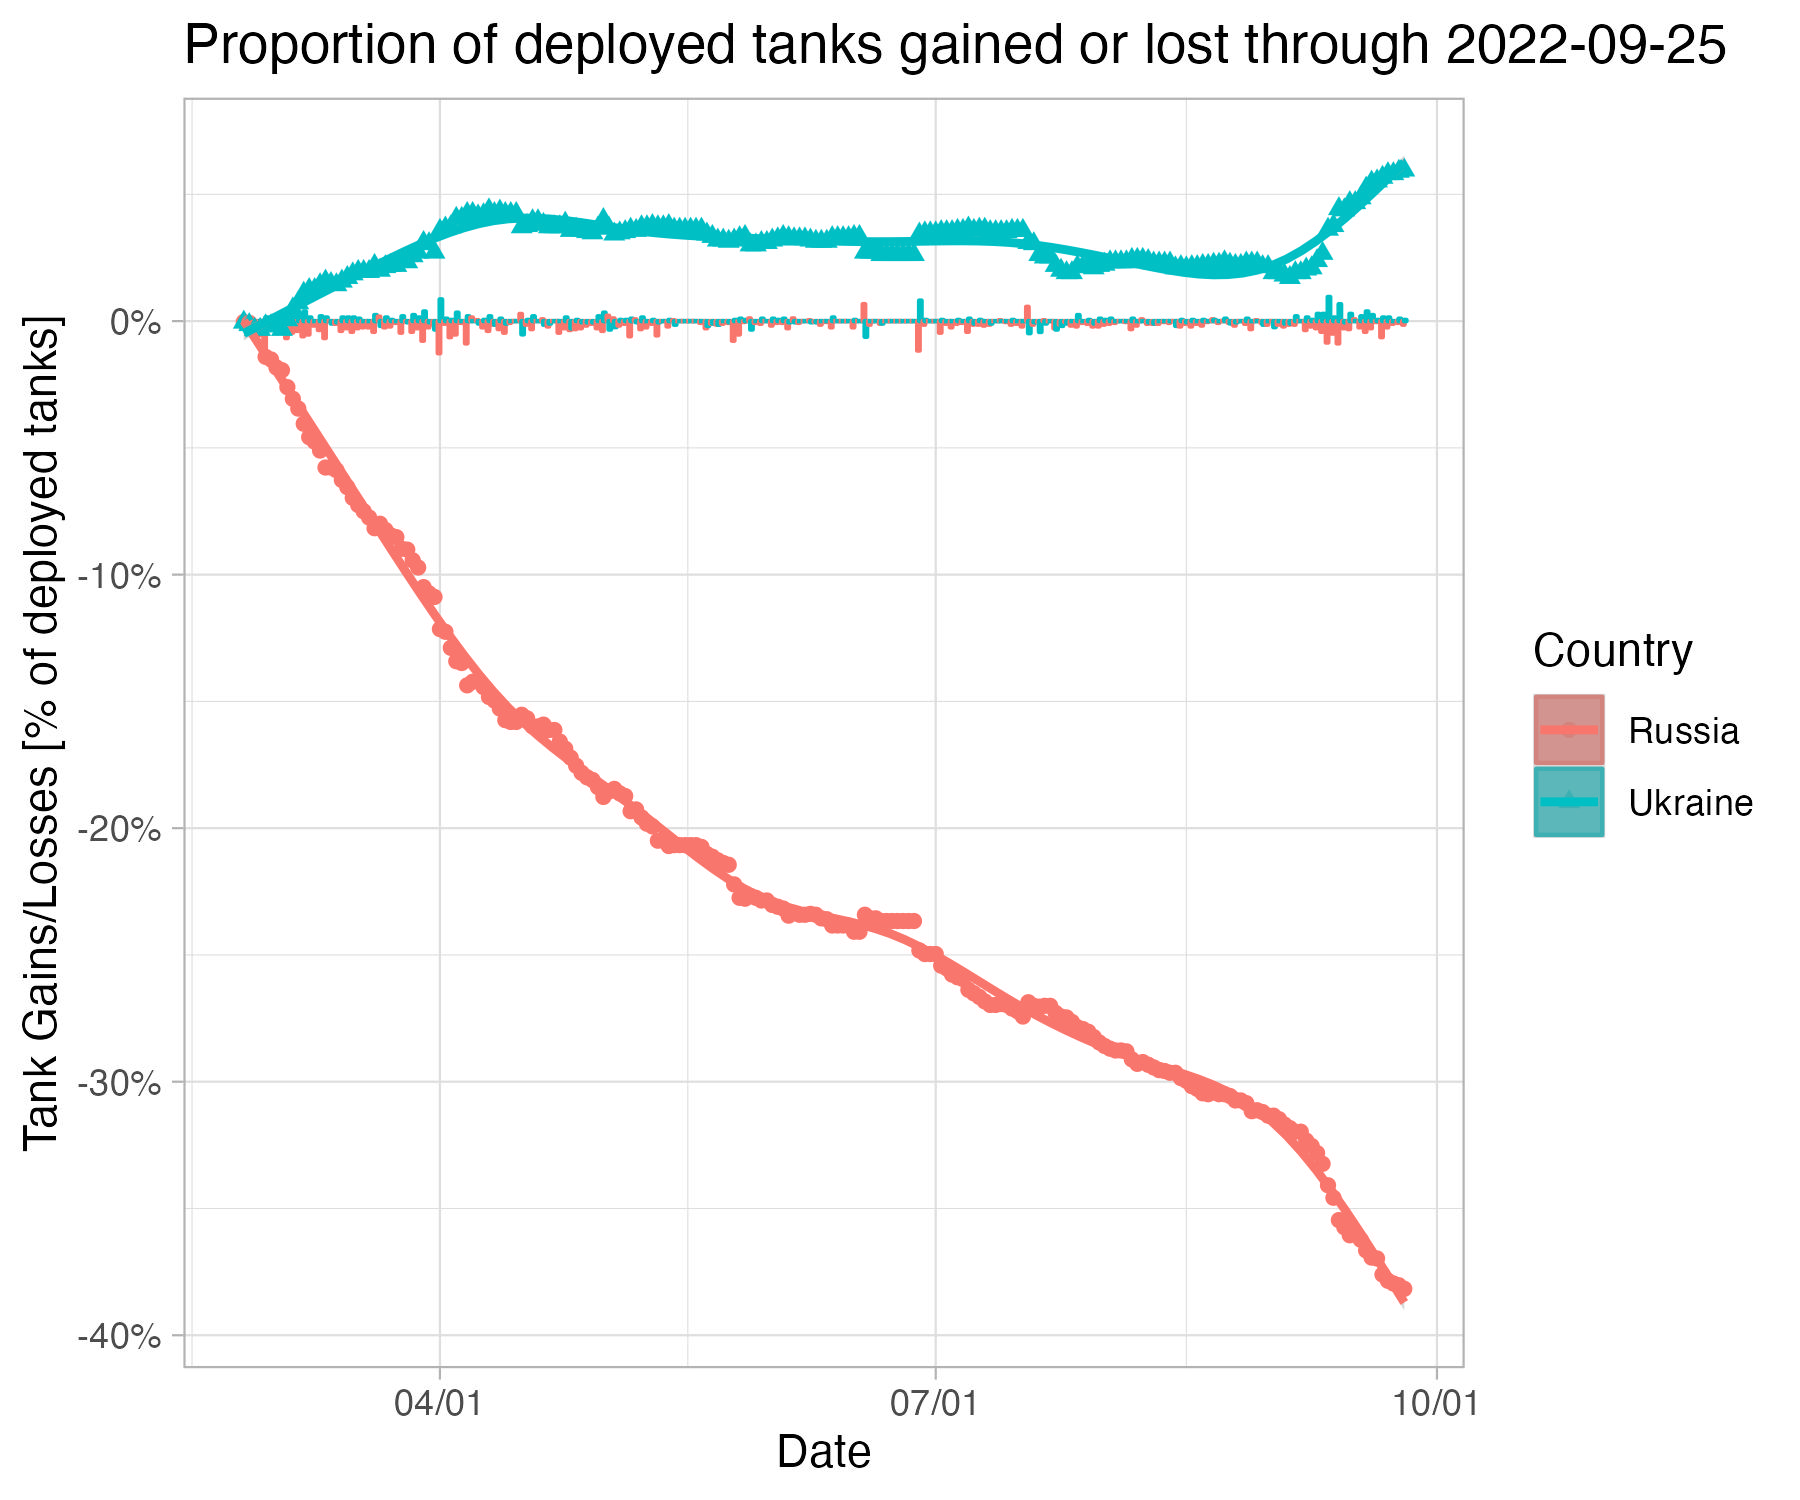 Proportion of deployed tanks gained or lost through 2022-09-25
Tank Gains/Losses [% of deployed tanks]
0%
-10%
-20%
-30%
-40%
04/01
07/01
10/01
Date
Country
Russia
Ukraine